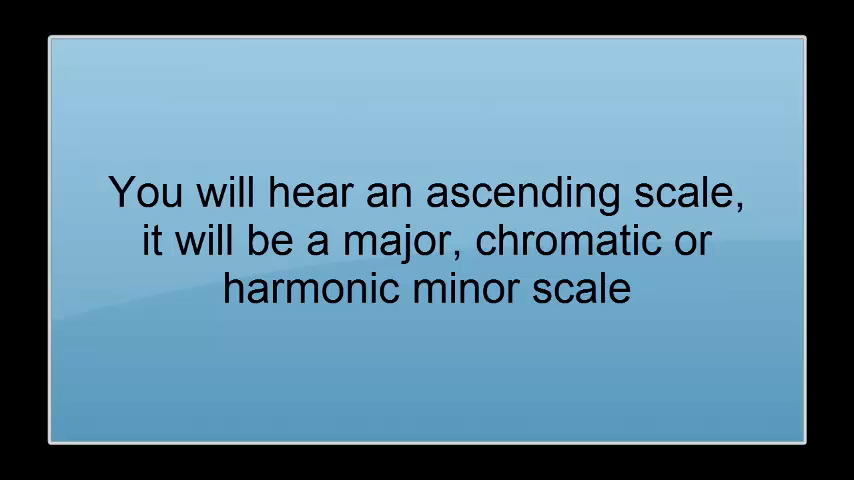 You will hear an ascending scale,
it will be a major, chromatic or
harmonic minor scale